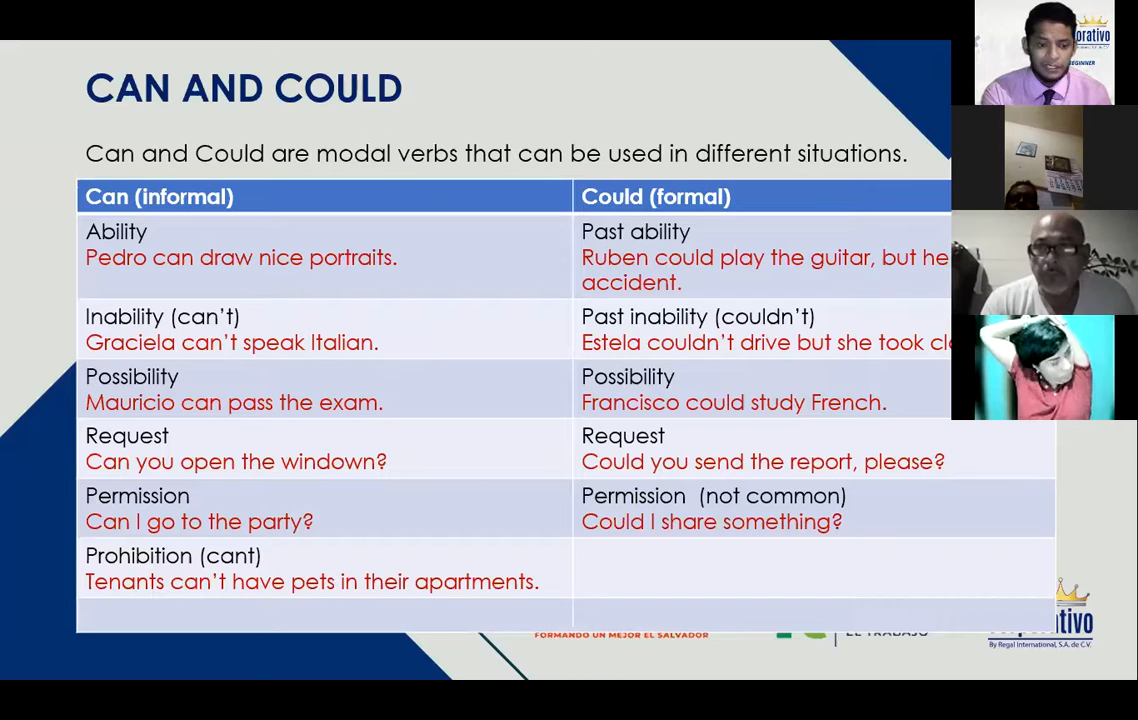 CAN AND COULD
Can and Could are modal verbs that can be used in different situations.
Can (informal)
Could (formal)
Ability
Pedro can draw nice portraits.
Past ability
Ruben could play the guitar, but he
accident.
Inability (can't)
Graciela can't speak Italian.
Past inability (couldn't)
Estela couldn't drive but she took
Possibility
Mauricio can pass the exam.
Possibility
Francisco could study French.
Request
Can you open the windown?
Request
Could you send the report, please?
Permission
Can I go to the party?
Permission (not common)
Could I share something?
Prohibition (cant)
Tenants can't have pets in their apartments.
FORMANDO UN MEJOR EL SALVADOR
EL TRABAJO
By Regal International, S.A. de C.V.
BEGINNER